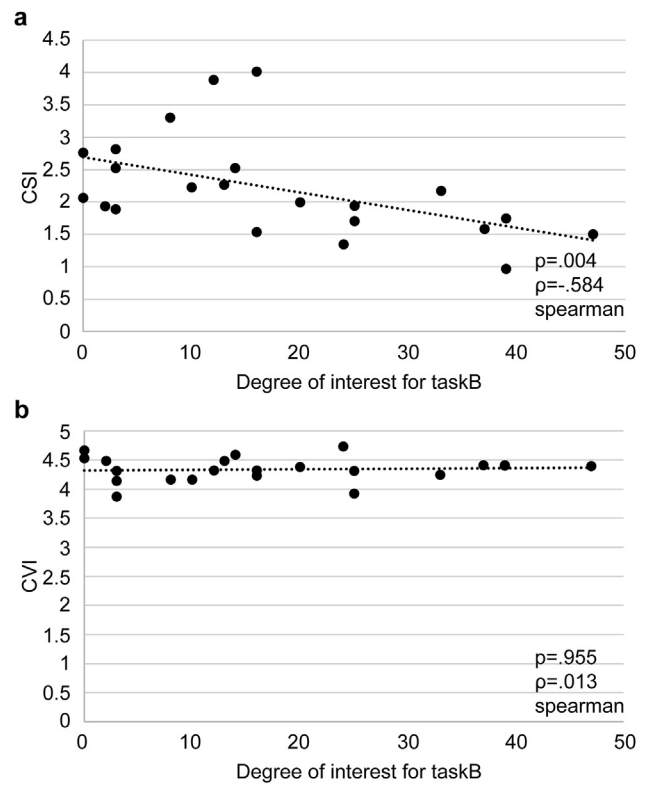 a
4.5
4
3.5
3
2.5
2
1.5
1
0.5
0
CSI
p=.004
ρ=-.584
spearman
0 10 20 30 40 50
Degree of interest for taskB
b
5
4.5
4
3.5
3
2.5
2
1.5
1
0.5
0
CVI
p=.955
ρ=.013
spearman
0 10 20 30 40 50
Degree of interest for taskB